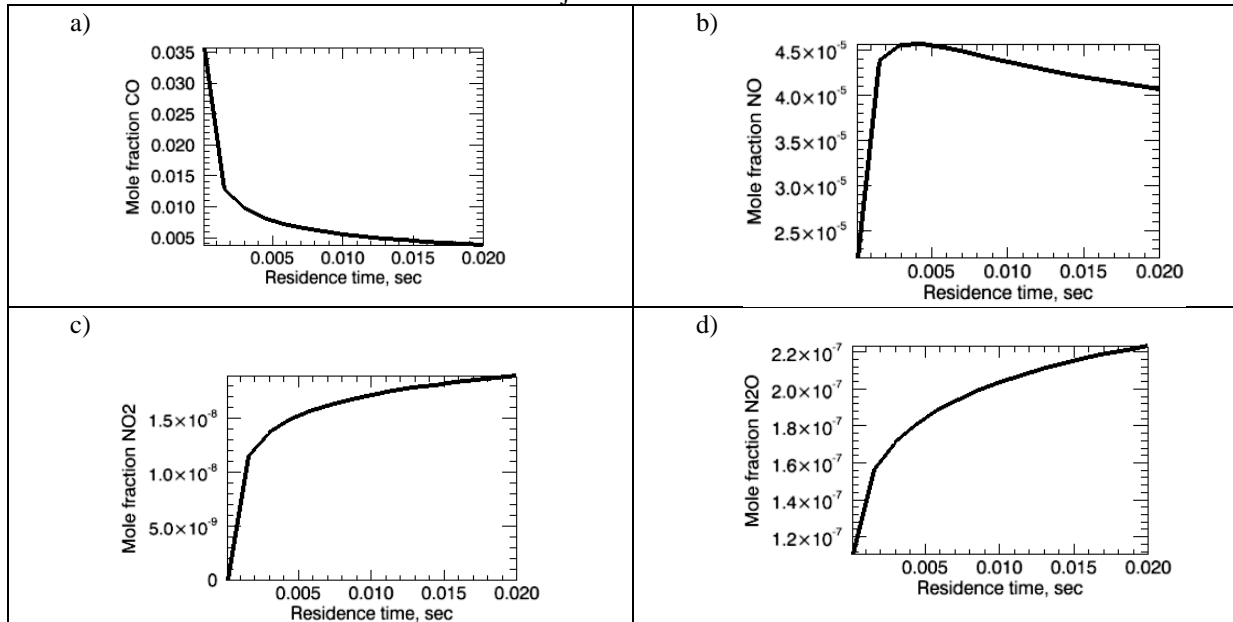 j
a)
0.035
0.030
0.025
0.020
0.015
0.010
0.005
Mole fraction CO
0.005 0.010 0.015 0.020
Residence time, sec
b)
4.5×10⁻⁵
4.0×10⁻⁵
3.0×10⁻⁵
2.5×10⁻⁵
Mole fraction NO
0.005 0.010 0.015 0.020
Residence time, sec
c)
1.5×10⁻⁸
1.0×10⁻⁸
5.0×10⁻⁹
0
Mole fraction NO2
0.005 0.010 0.015 0.020
Residence time, sec
d)
2.2×10⁻⁷
2.0×10⁻⁷
1.8×10⁻⁷
1.6×10⁻⁷
1.4×10⁻⁷
1.2×10⁻⁷
Mole fraction N2O
0.005 0.010 0.015 0.020
Residence time, sec